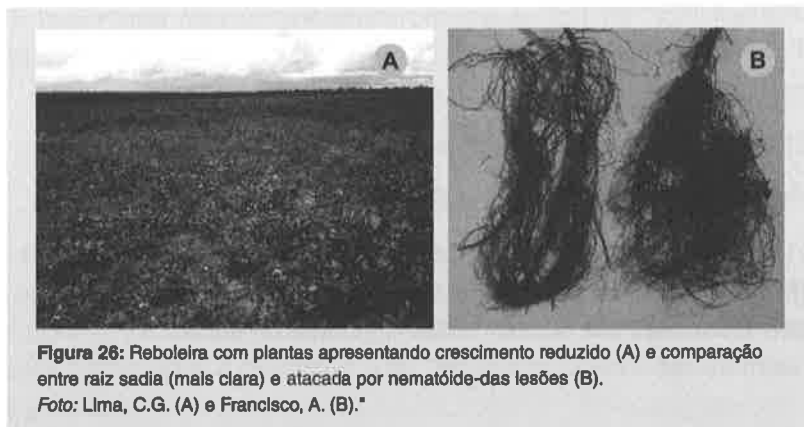 A
B
Figura 26: Reboleira com plantas apresentando crescimento reduzido (A) e comparação
entre raiz sadia (mais clara) e atacada por nematóide-das lesões (B).
Foto: Lima, C.G. (A) e Francisco, A. (B)."